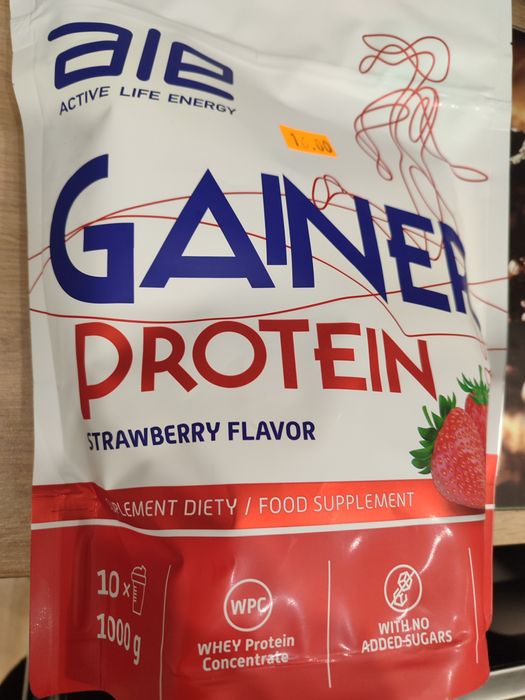 ale
ACTIVE LIFE ENERGY
GAINER
PROTEIN
STRAWBERRY FLAVOR
PLEMENT DIETY / FOOD SUPPLEMENT
10 x
1000 g
WPC
WHEY Protein
Concentrate
WITH NO
ADDED SUGARS